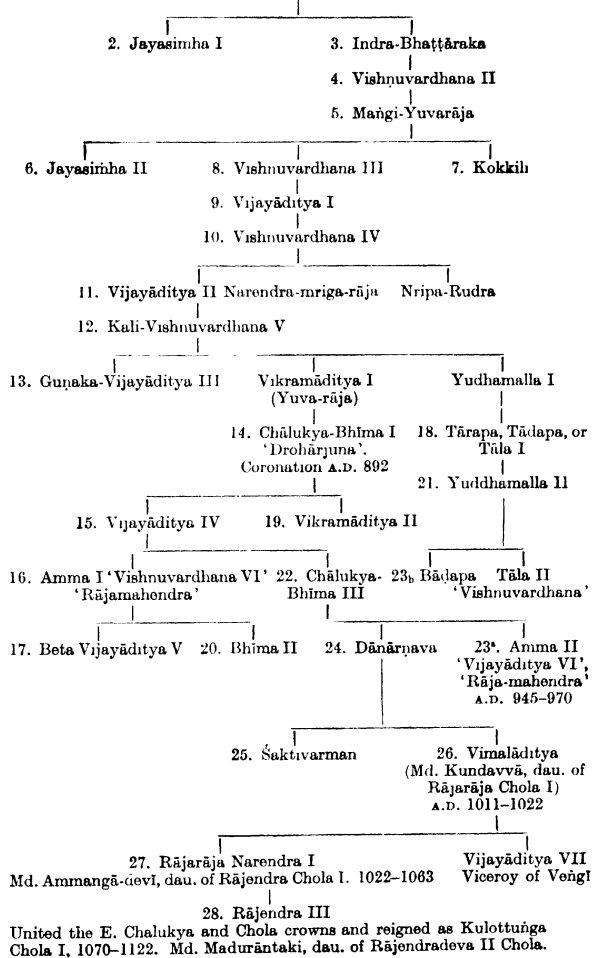 2. Jayasimha I 3. Indra-Bhaṭṭāraka
4. Vishṇuvardhana II
5. Maṅgi-Yuvarāja
6. Jayasiṁha II 8. Vishnuvardhana III 7. Kokkili
9. Vijayāditya I
10. Vishnuvardhana IV
11. Vijayāditya II Narendra-mriga-rāja Nripa-Rudra
12. Kali-Vishnuvardhana V
13. Guṇaka-Vijayāditya III Vikramāditya I Yudhamalla I
(Yuva-rāja)
14. Chālukya-Bhīma I 18. Tārapa, Tādapa, or
'Drohārjuna'. Tāla I
Coronation A.D. 892
21. Yuddhamalla II
15. Vijayāditya IV 19. Vikramāditya II
16. Amma I 'Vishnuvardhana VI' 22. Chālukya- 23b Bādapa Tāla II
'Rājamahendra' Bhīma III 'Vishnuvardhana'
17. Beta Vijayāditya V 20. Bhīma II 24. Dānārṇava 23a. Amma II
'Vijayāditya VI',
'Rāja-mahendra'
A.D. 945–970
25. Śaktivarman 26. Vimalāditya
(Md. Kundavvā, dau. of
Rājarāja Chola I)
A.D. 1011–1022
27. Rājarāja Narendra I Vijayāditya VII
Md. Ammangā-devī, dau. of Rājendra Chola I. 1022–1063 Viceroy of Veṅgī
28. Rājendra III
United the E. Chalukya and Chola crowns and reigned as Kulottuṅga
Chola I, 1070–1122. Md. Madurāntaki, dau. of Rājendradeva II Chola.